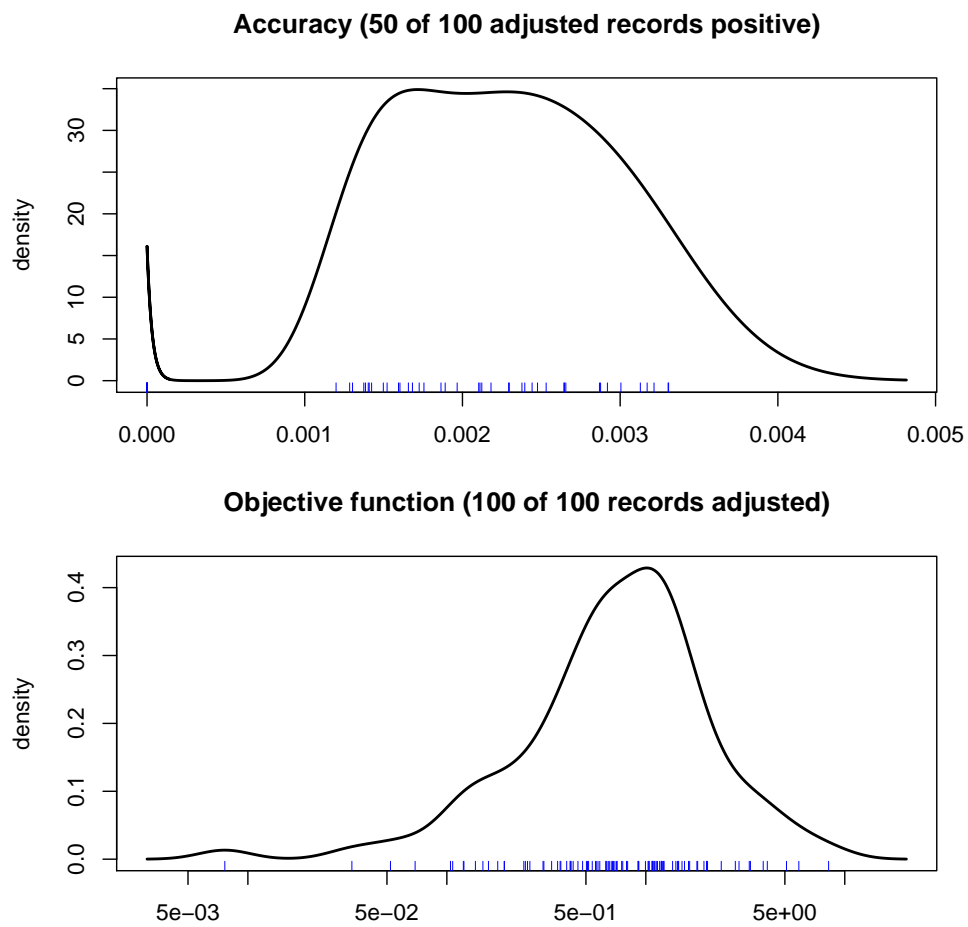 Accuracy (50 of 100 adjusted records positive)
30
20
10
5
0
density
0.000 0.001 0.002 0.003 0.004 0.005
Objective function (100 of 100 records adjusted)
0.4
0.3
0.2
0.1
0.0
density
5e−03 5e−02 5e−01 5e+00